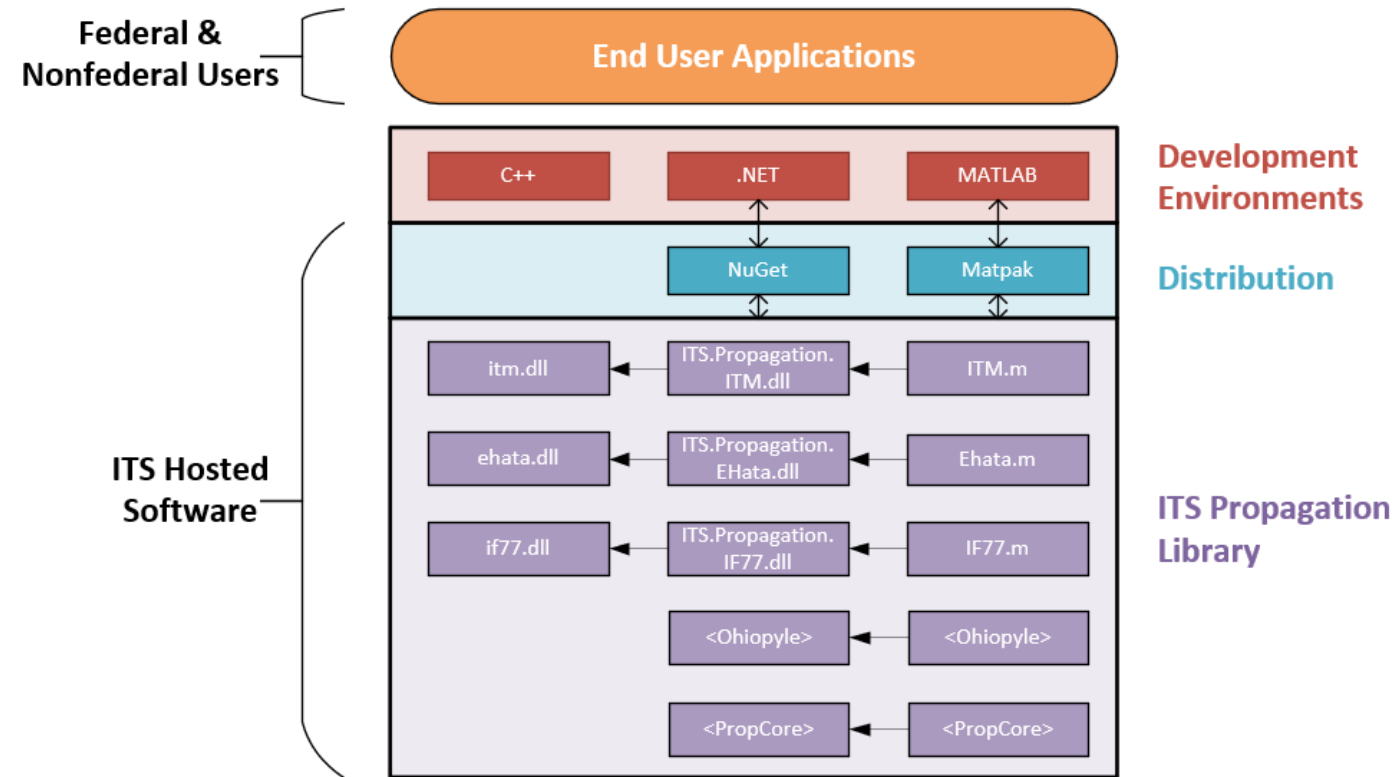 Federal &
Nonfederal Users
End User Applications
C++
.NET
MATLAB
Development
Environments
NuGet
Matpak
Distribution
itm.dll
ITS.Propagation.
ITM.dll
ITM.m
ehata.dll
ITS.Propagation.
EHata.dll
Ehata.m
ITS Hosted
Software
ITS Propagation
Library
if77.dll
ITS.Propagation.
IF77.dll
IF77.m
<Ohiopyle>
<Ohiopyle>
<PropCore>
<PropCore>